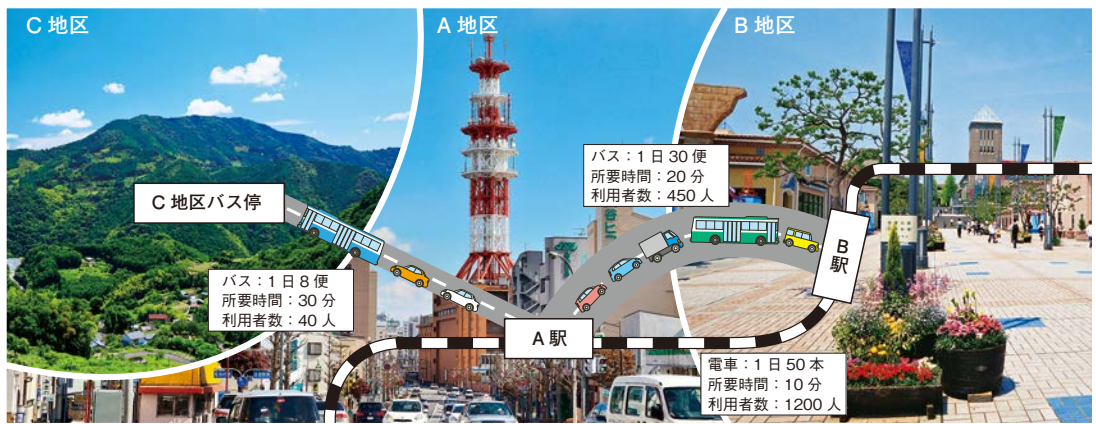 C 地区
A 地区
B 地区
バス：1 日 30 便
所要時間：20 分
利用者数：450 人
C 地区バス停
B 駅
バス：1 日 8 便
所要時間：30 分
利用者数：40 人
A 駅
電車：1 日 50 本
所要時間：10 分
利用者数：1200 人